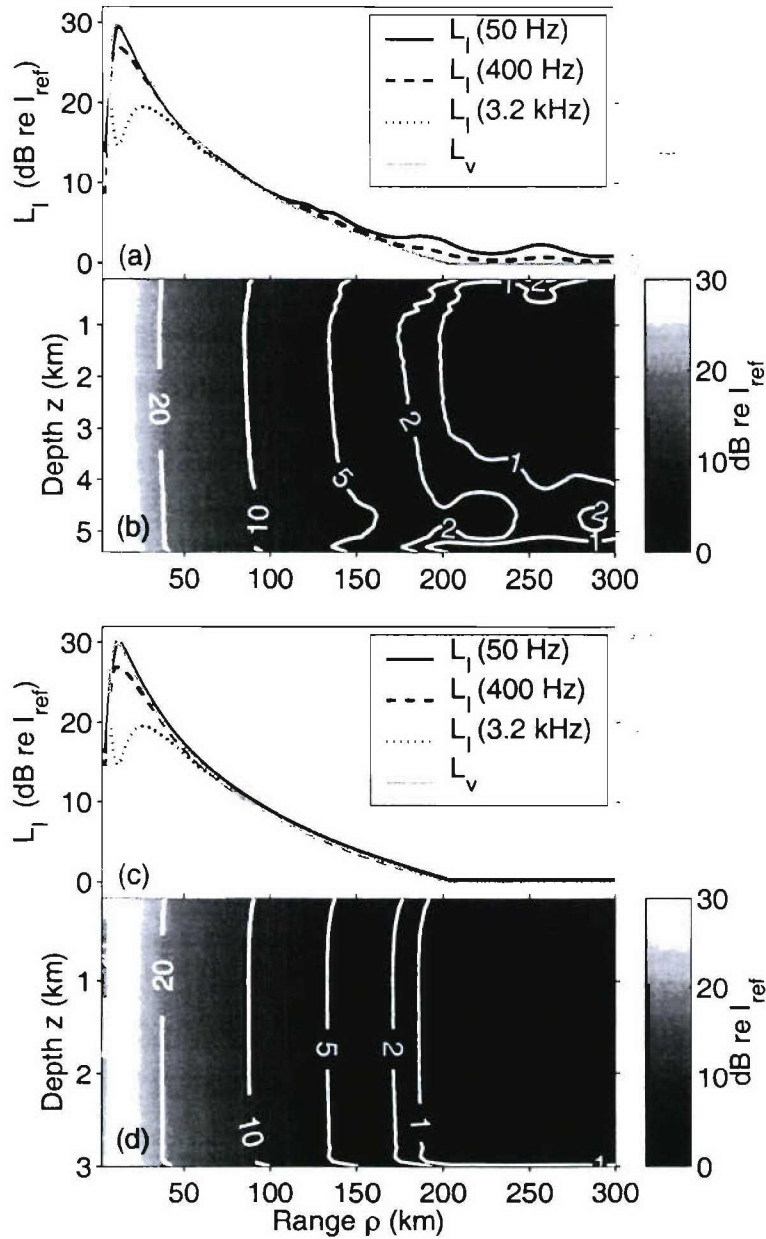 30
20
10
0
L_I (dB re I_ref)
L_I (50 Hz)
L_I (400 Hz)
L_I (3.2 kHz)
L_v
(a)
1
2
3
4
5
Depth z (km)
20
10
5
2
1
1
2
2
2
1
(b)
50
100
150
200
250
300
30
20
10
0
dB re I_ref
30
20
10
0
L_I (dB re I_ref)
L_I (50 Hz)
L_I (400 Hz)
L_I (3.2 kHz)
L_v
(c)
1
2
3
Depth z (km)
20
10
5
2
1
1
(d)
50
100
150
200
250
300
Range ρ (km)
30
20
10
0
dB re I_ref